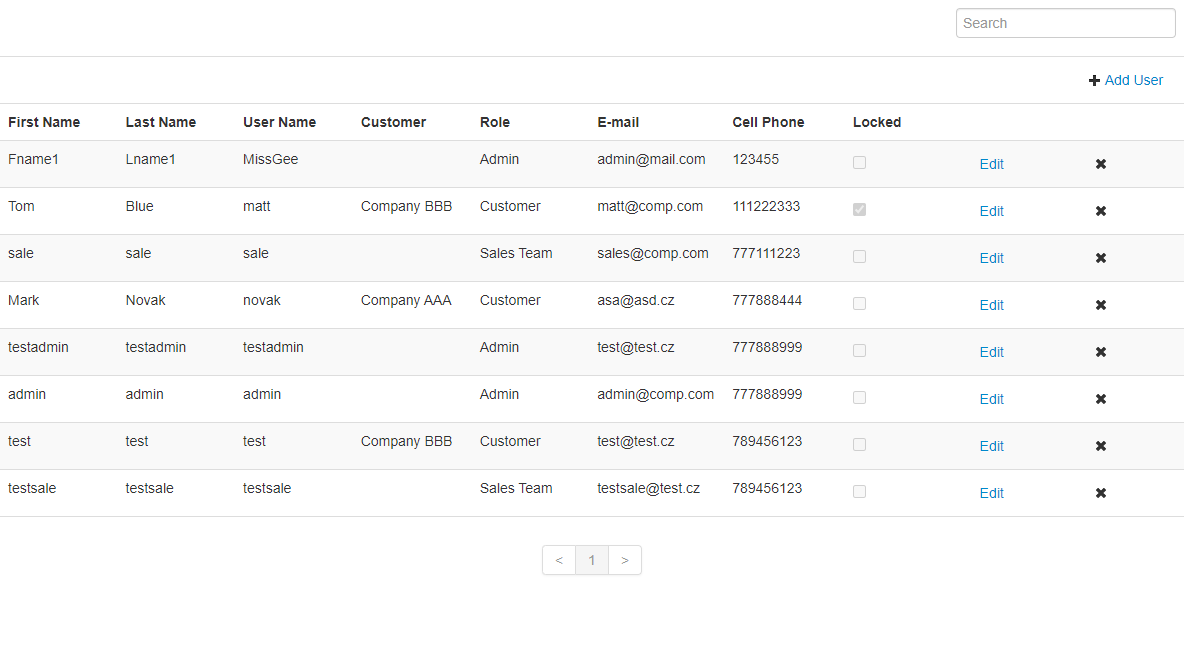 Search
Add User
First Name Last Name User Name Customer Role E-mail Cell Phone Locked
Fname1 Lname1 MissGee Admin admin@mail.com 123455 Edit
Tom Blue matt Company BBB Customer matt@comp.com 111222333 Edit
sale sale sale Sales Team sales@comp.com 777111223 Edit
Mark Novak novak Company AAA Customer asa@asd.cz 777888444 Edit
testadmin testadmin testadmin Admin test@test.cz 777888999 Edit
admin admin admin Admin admin@comp.com 777888999 Edit
test test test Company BBB Customer test@test.cz 789456123 Edit
testsale testsale testsale Sales Team testsale@test.cz 789456123 Edit
< 1 >